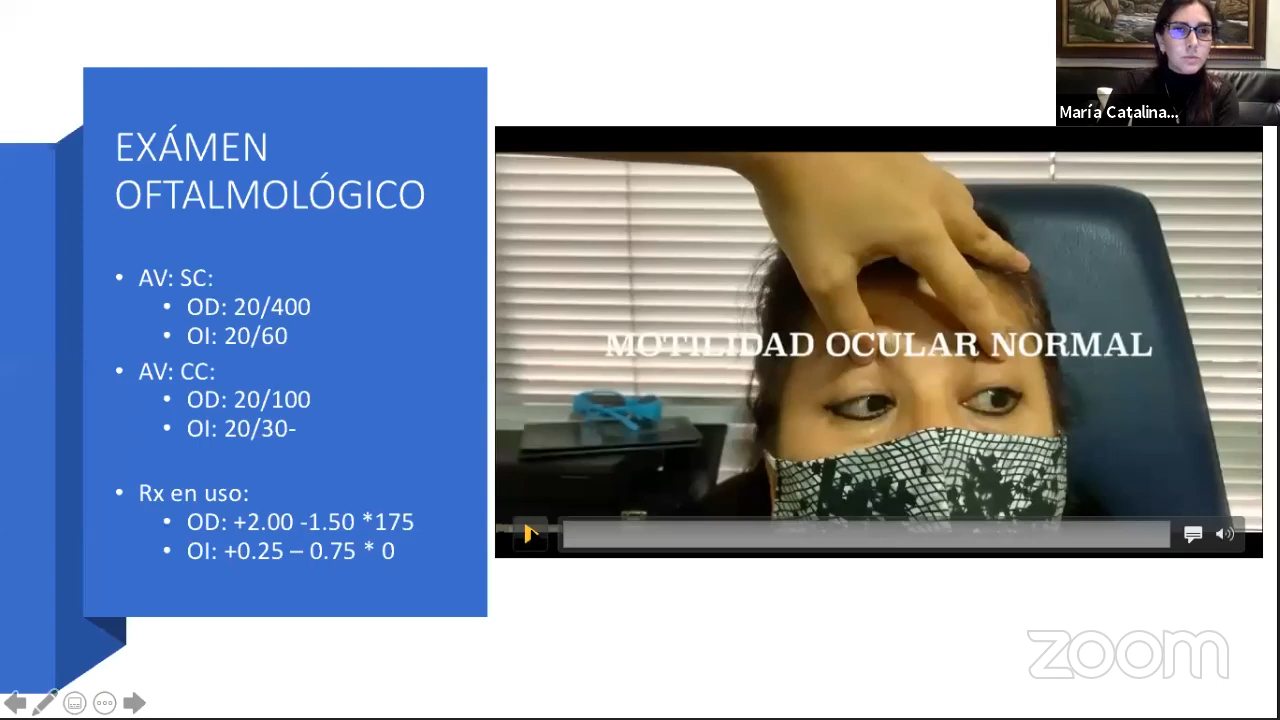 María Catalina...
EXÁMEN
OFTALMOLÓGICO
• AV: SC:
• OD: 20/400
• OI: 20/60
• AV: CC:
• OD: 20/100
• OI: 20/30-
• Rx en uso:
• OD: +2.00 -1.50 *175
• OI: +0.25 – 0.75 * 0
MOTILIDAD OCULAR NORMAL
zoom